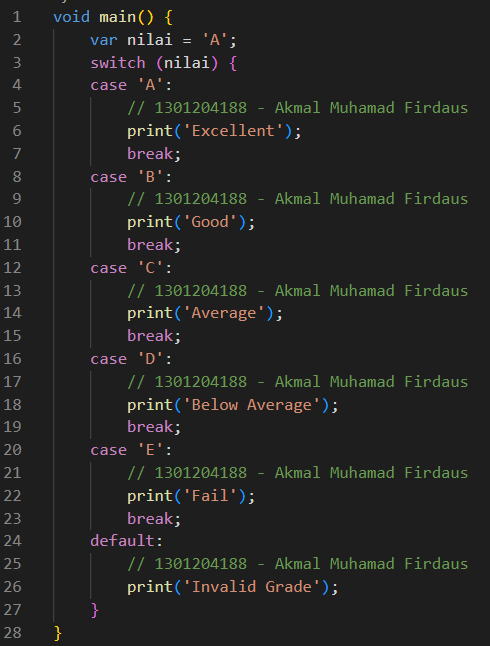 1 void main() {
2     var nilai = 'A';
3     switch (nilai) {
4     case 'A':
5         // 1301204188 - Akmal Muhamad Firdaus
6         print('Excellent');
7         break;
8     case 'B':
9         // 1301204188 - Akmal Muhamad Firdaus
10         print('Good');
11         break;
12     case 'C':
13         // 1301204188 - Akmal Muhamad Firdaus
14         print('Average');
15         break;
16     case 'D':
17         // 1301204188 - Akmal Muhamad Firdaus
18         print('Below Average');
19         break;
20     case 'E':
21         // 1301204188 - Akmal Muhamad Firdaus
22         print('Fail');
23         break;
24     default:
25         // 1301204188 - Akmal Muhamad Firdaus
26         print('Invalid Grade');
27     }
28 }